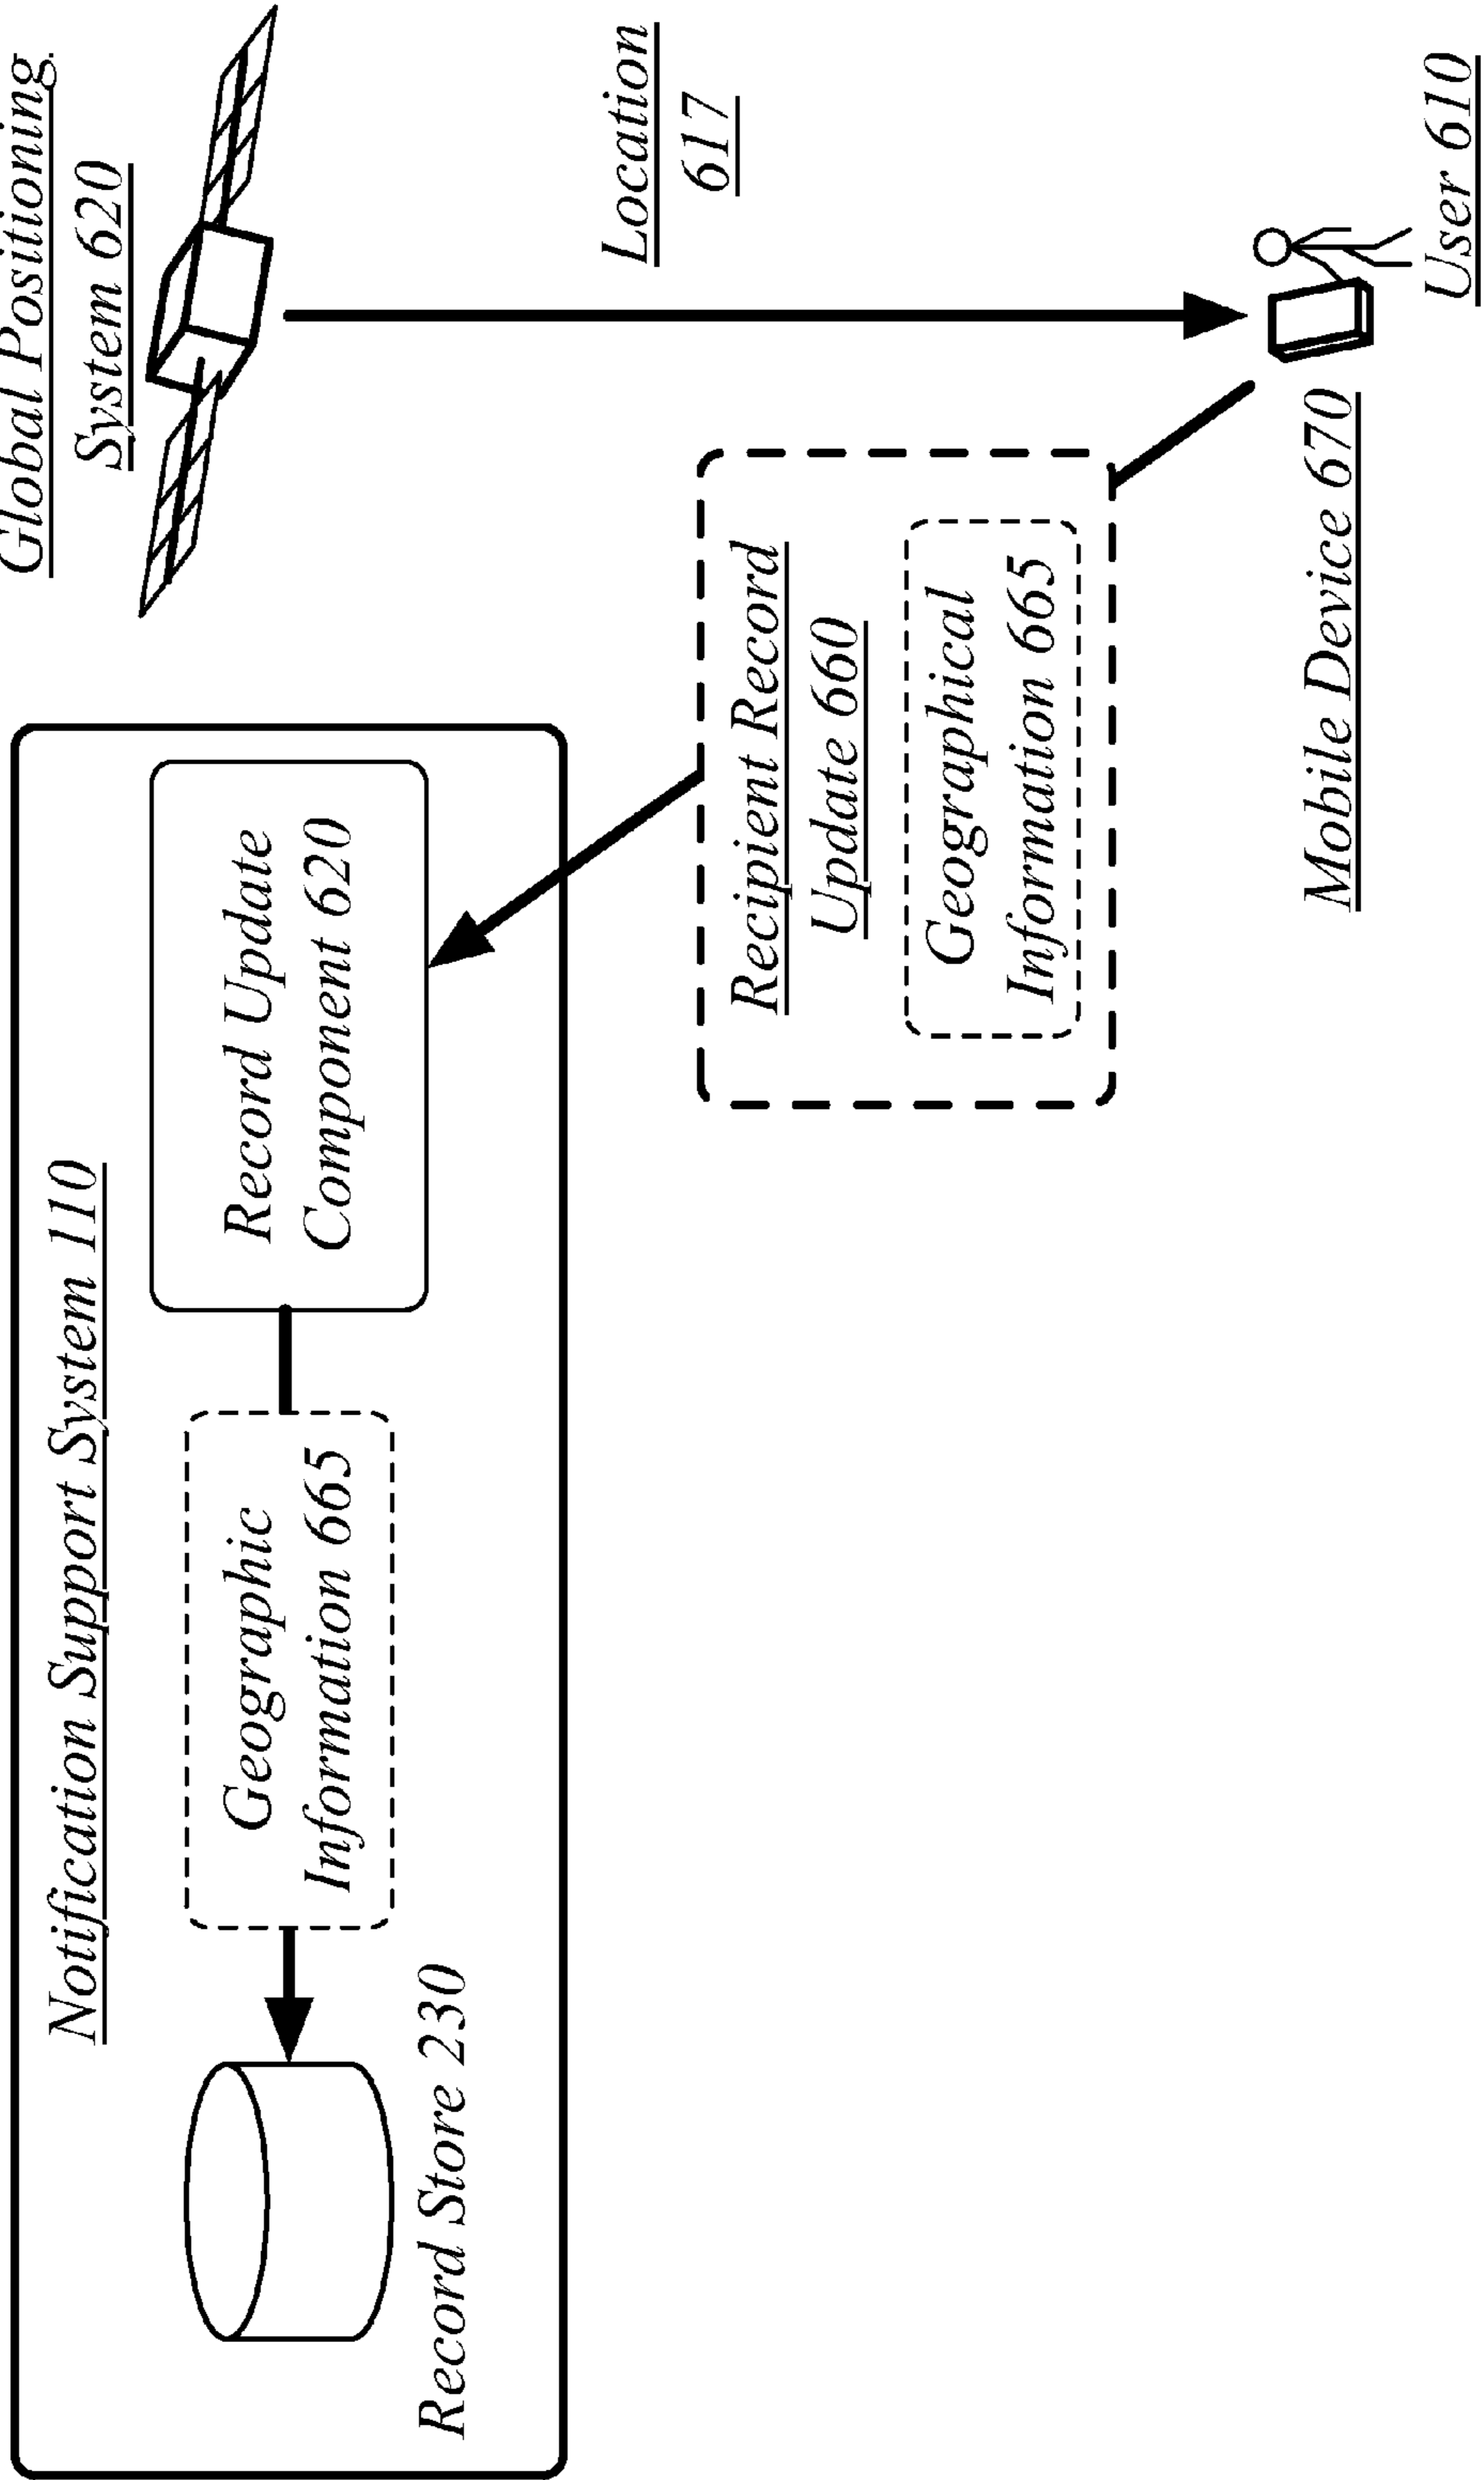 Notification Support System 110
Record Store 230
Geographic
Information 665
Record Update
Component 620
Global Positioning
System 620
Location
617
Recipient Record
Update 660
Geographical
Information 665
Mobile Device 670
User 610